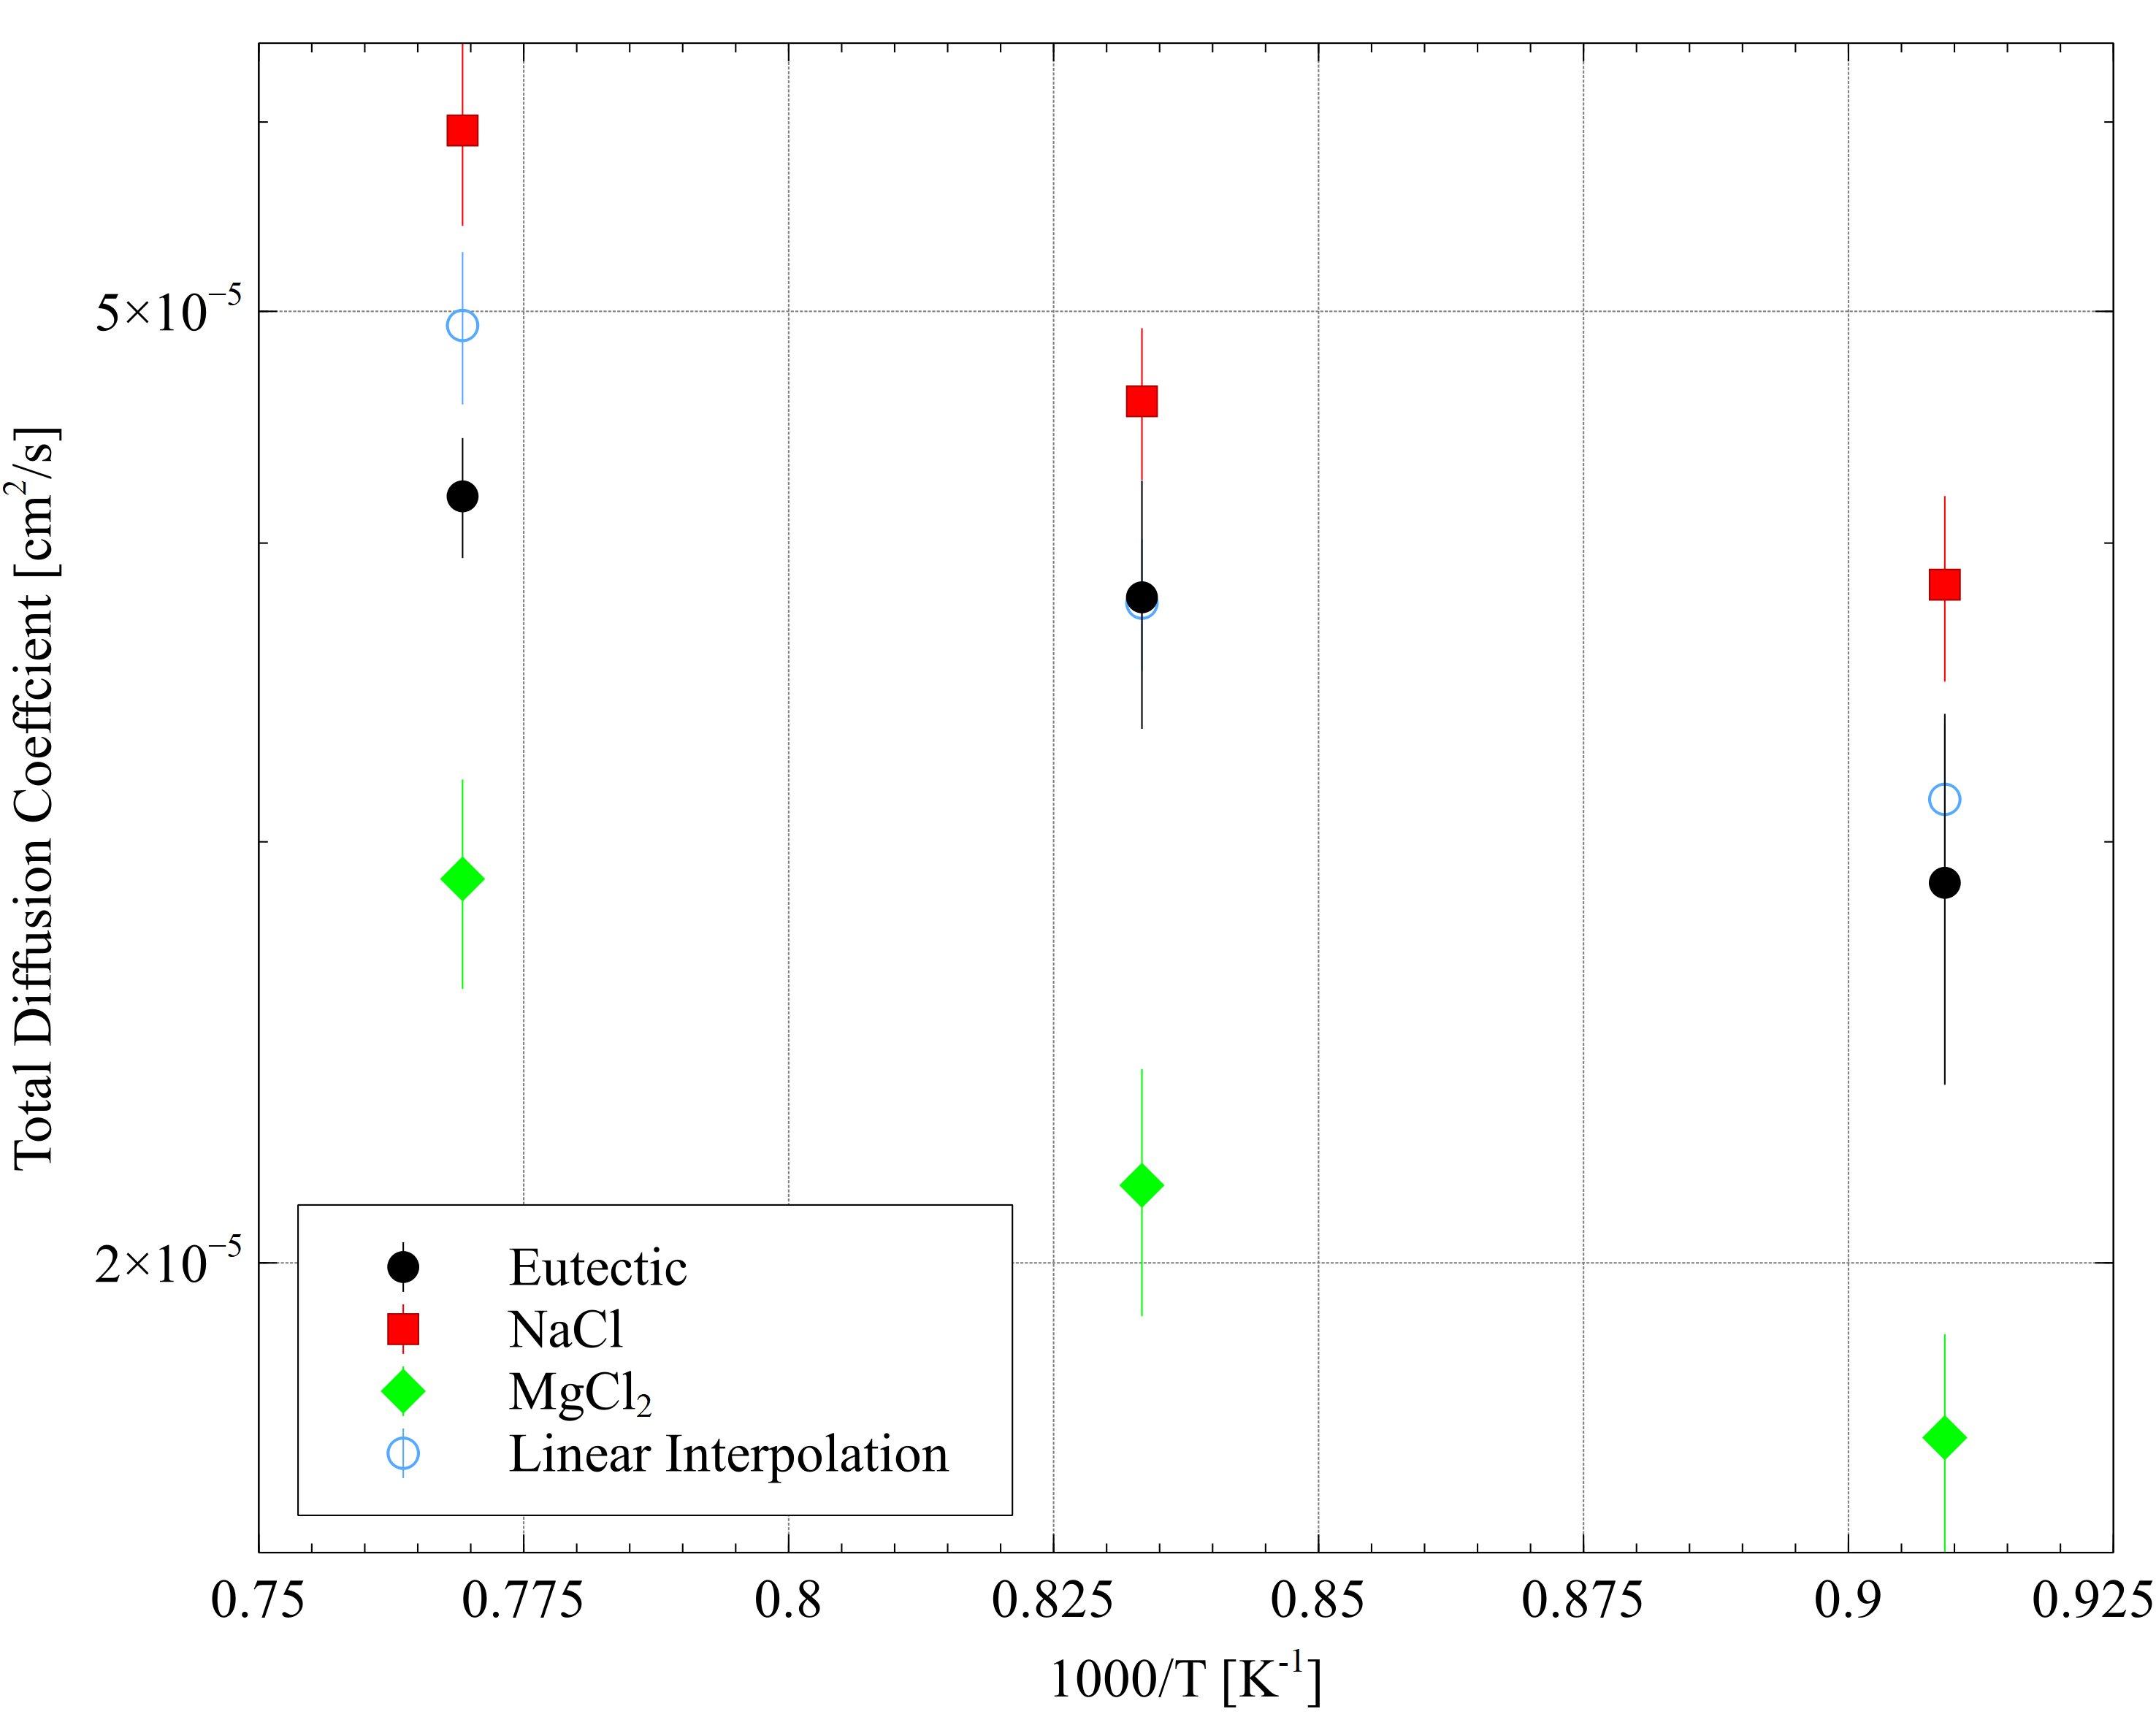 Total Diffusion Coeffcient [cm²/s]
5×10⁻⁵
2×10⁻⁵
Eutectic
NaCl
MgCl₂
Linear Interpolation
0.75 0.775 0.8 0.825 0.85 0.875 0.9 0.925
1000/T [K⁻¹]